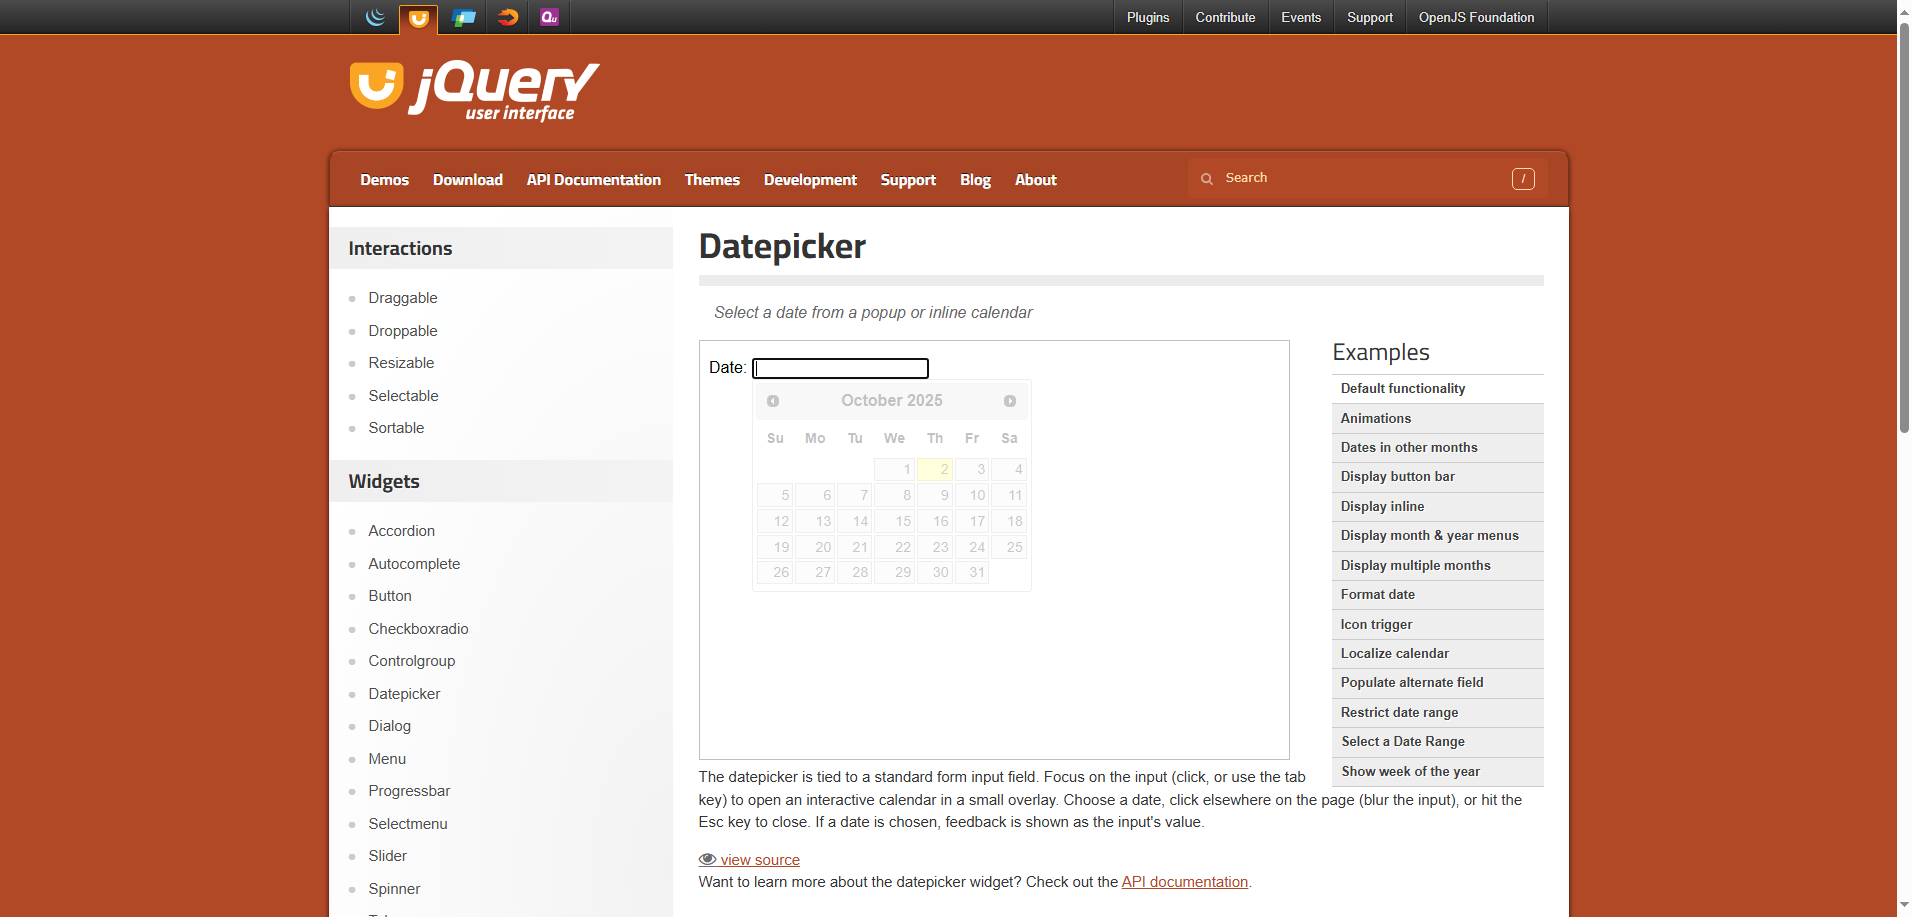 Plugins Contribute Events Support OpenJS Foundation
Qu
jQuery
user interface
Demos Download API Documentation Themes Development Support Blog About Search /
Interactions
Draggable
Droppable
Resizable
Selectable
Sortable
Widgets
Accordion
Autocomplete
Button
Checkboxradio
Controlgroup
Datepicker
Dialog
Menu
Progressbar
Selectmenu
Slider
Spinner
Datepicker
Select a date from a popup or inline calendar
Date:
October 2025
Su Mo Tu We Th Fr Sa
1 2 3 4
5 6 7 8 9 10 11
12 13 14 15 16 17 18
19 20 21 22 23 24 25
26 27 28 29 30 31
Examples
Default functionality
Animations
Dates in other months
Display button bar
Display inline
Display month & year menus
Display multiple months
Format date
Icon trigger
Localize calendar
Populate alternate field
Restrict date range
Select a Date Range
Show week of the year
The datepicker is tied to a standard form input field. Focus on the input (click, or use the tab
key) to open an interactive calendar in a small overlay. Choose a date, click elsewhere on the page (blur the input), or hit the
Esc key to close. If a date is chosen, feedback is shown as the input's value.
view source
Want to learn more about the datepicker widget? Check out the API documentation.